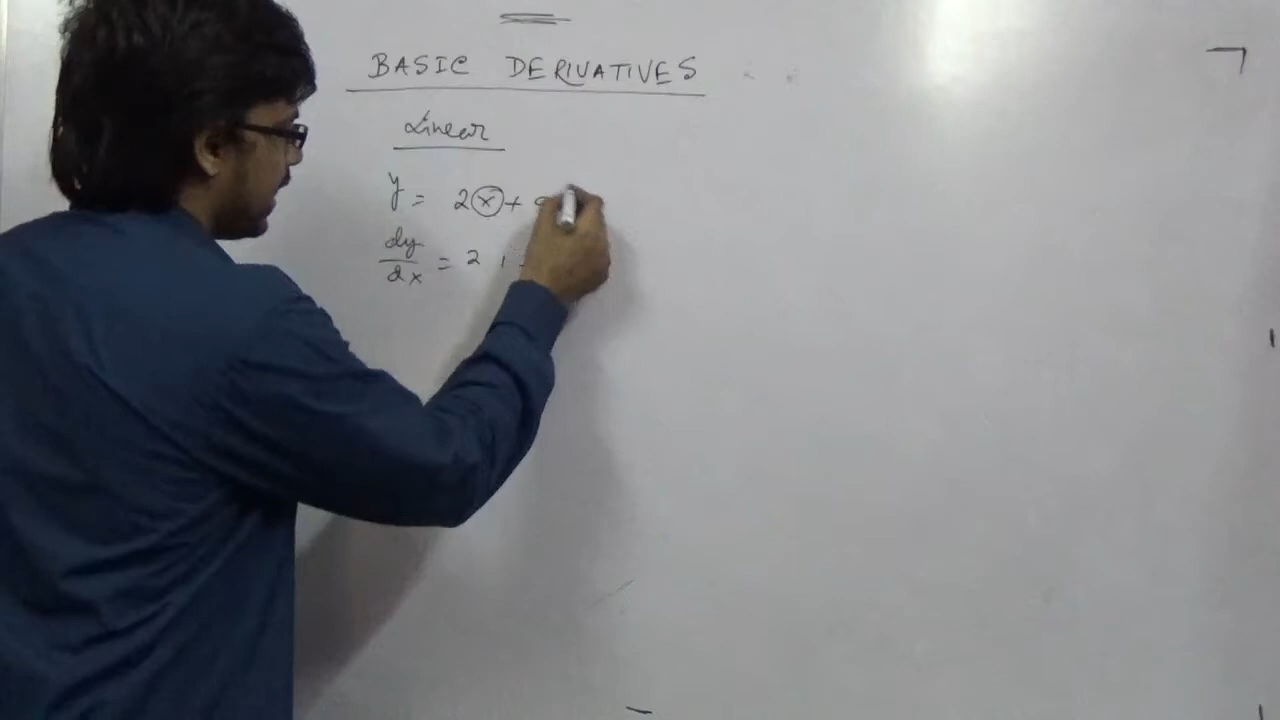 BASIC DERIVATIVES
Linear
y = 2x +
dy/dx = 2